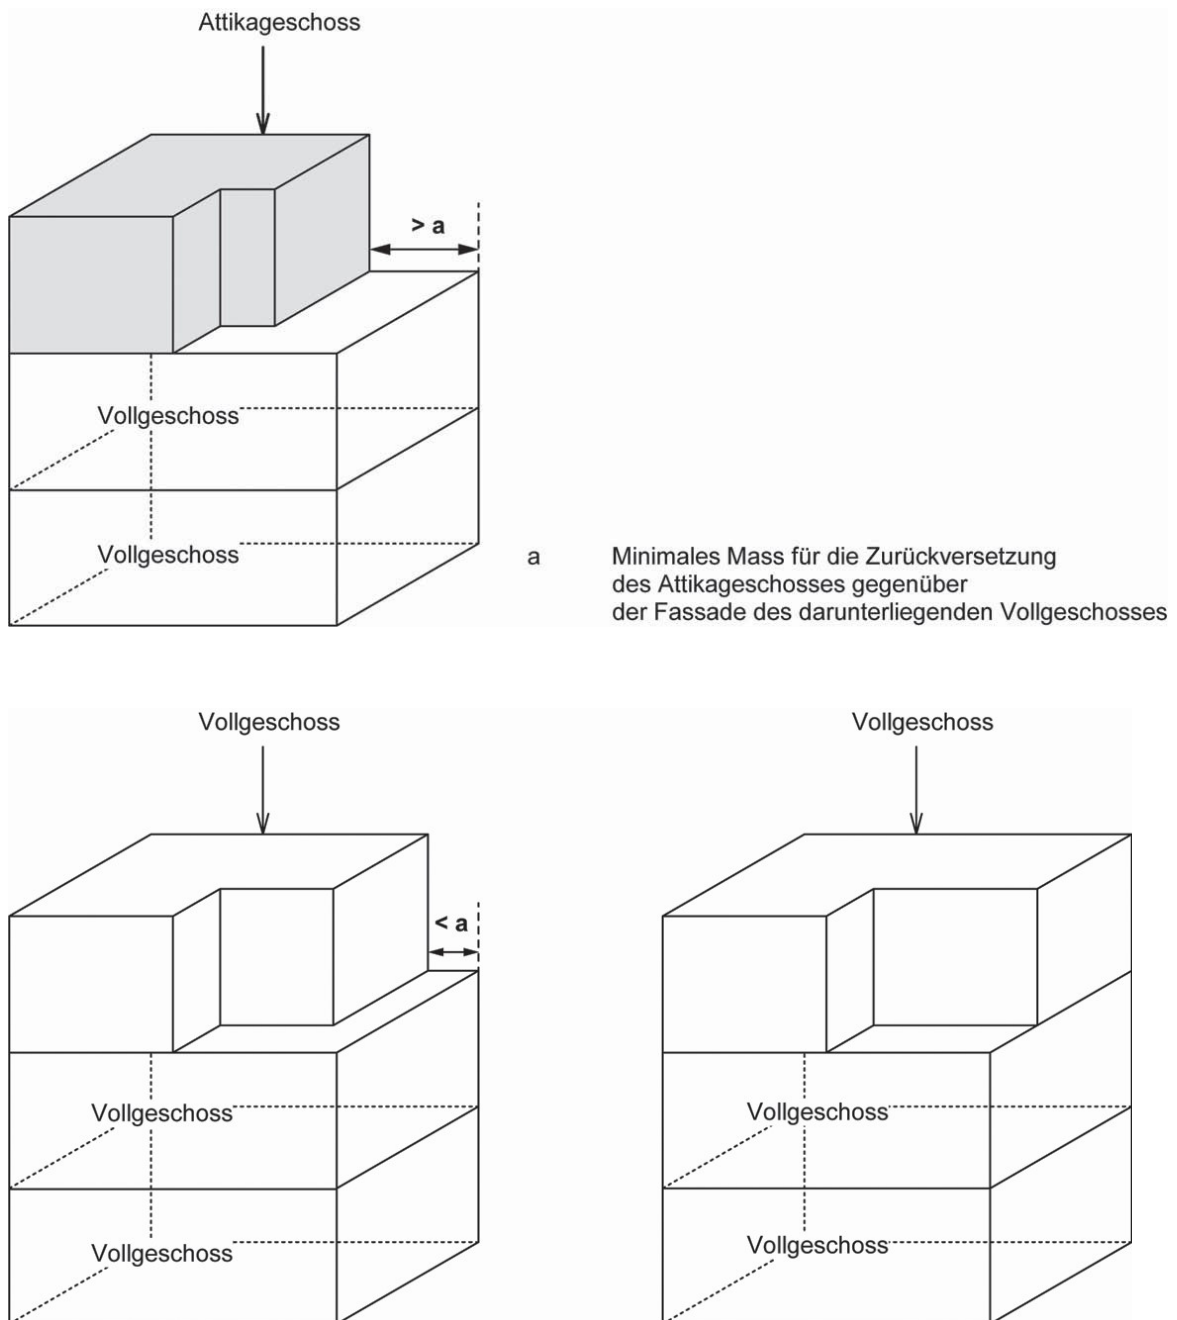 Attikageschoss
> a
Vollgeschoss
Vollgeschoss
a Minimales Mass für die Zurückversetzung
des Attikageschosses gegenüber
der Fassade des darunterliegenden Vollgeschosses
Vollgeschoss
< a
Vollgeschoss
Vollgeschoss
Vollgeschoss
Vollgeschoss
Vollgeschoss